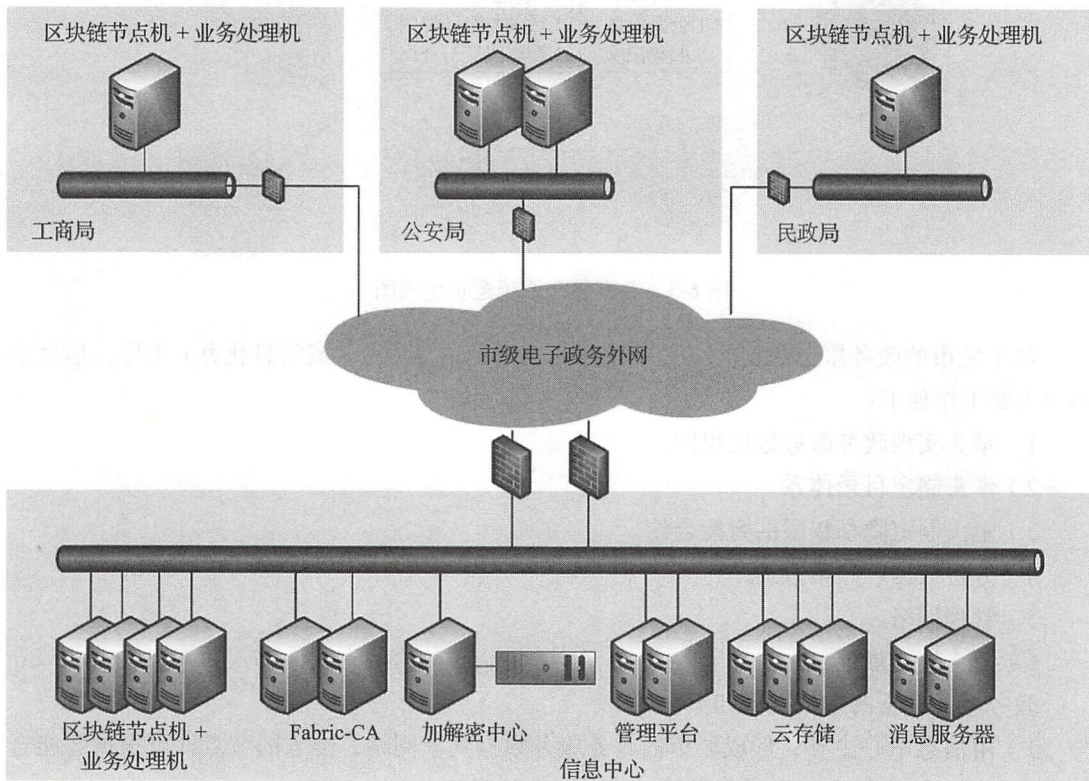 区块链节点机 + 业务处理机
区块链节点机 + 业务处理机
区块链节点机 + 业务处理机
工商局
公安局
民政局
市级电子政务外网
区块链节点机 +
业务处理机
Fabric-CA
加解密中心
管理平台
云存储
消息服务器
信息中心